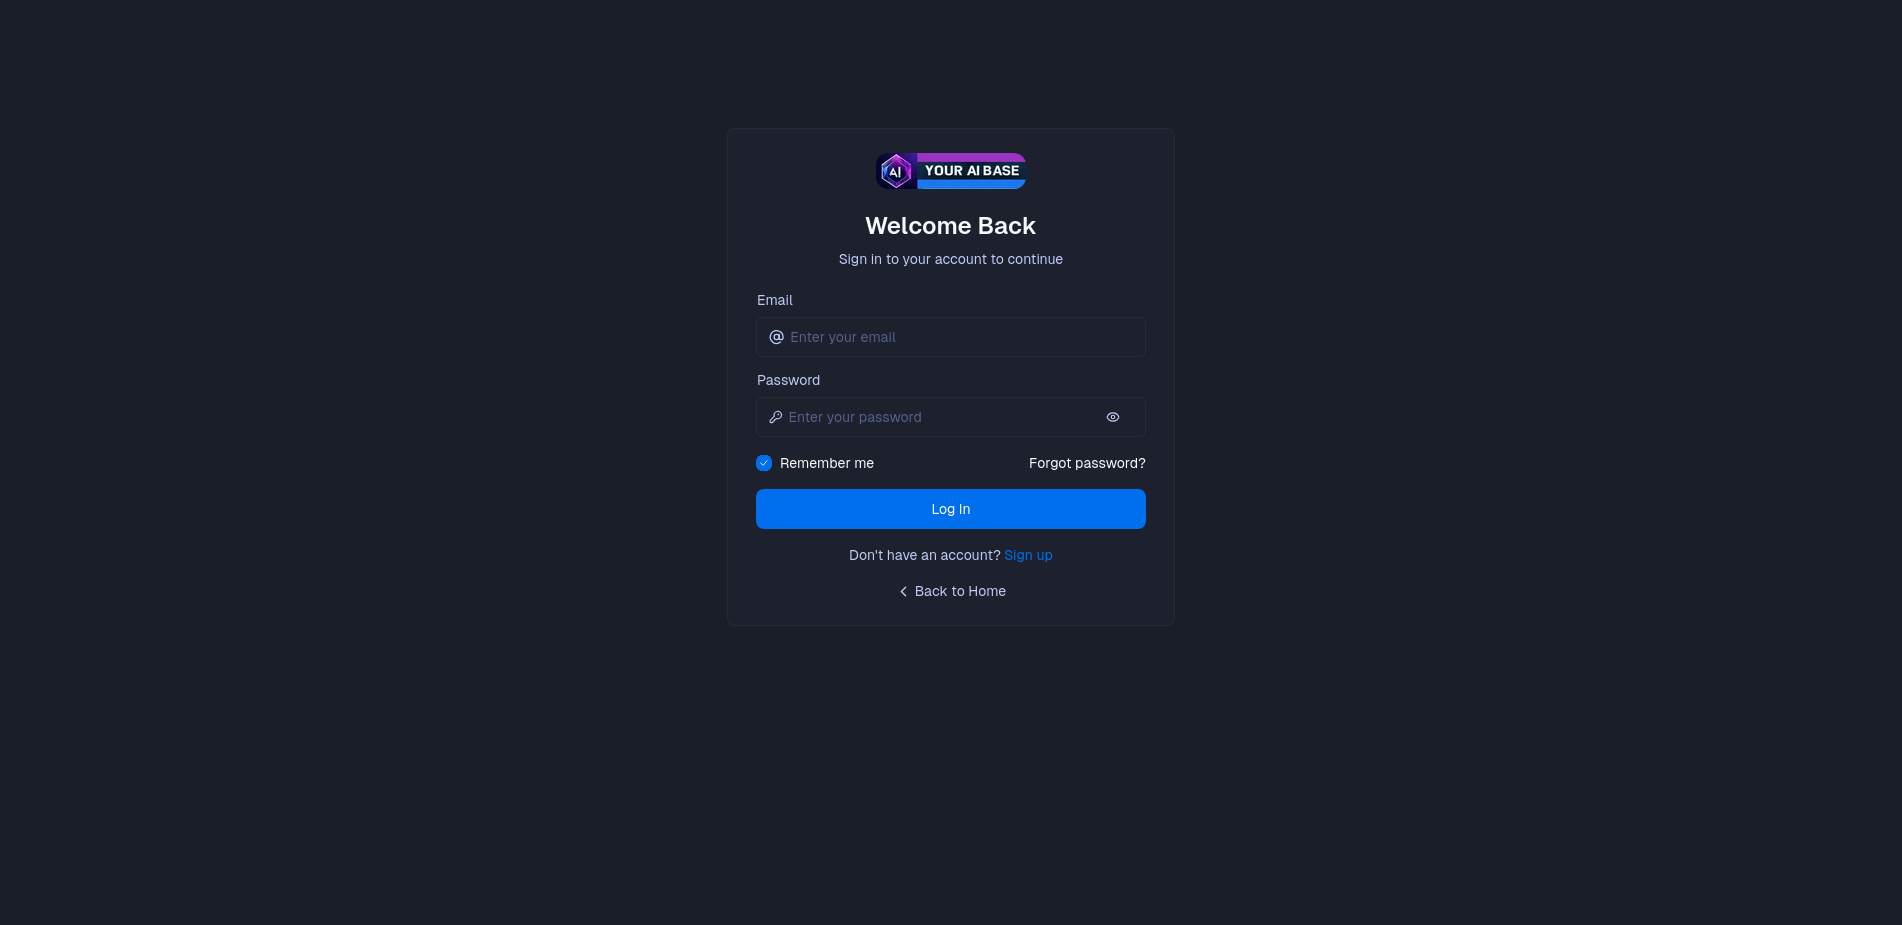 AI YOUR AI BASE
Welcome Back
Sign in to your account to continue
Email
Enter your email
Password
Enter your password
Remember me Forgot password?
Log In
Don't have an account? Sign up
Back to Home